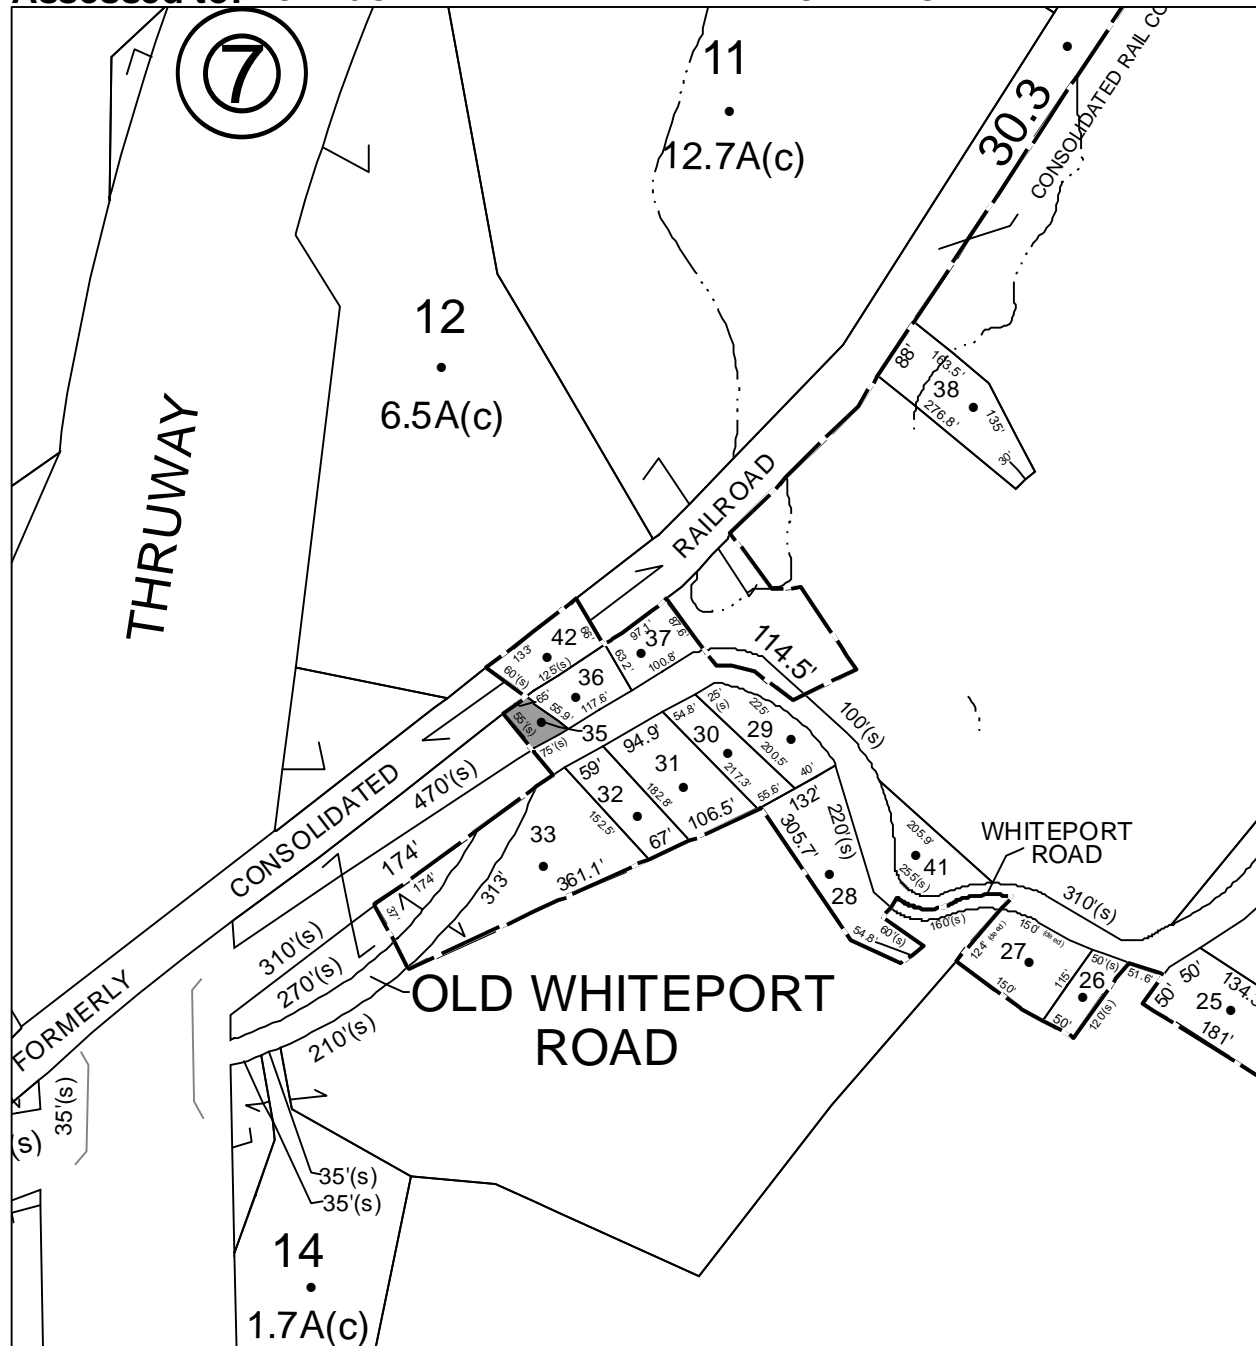 Assessed to:
7
11
12.7A(c)
30.3
CONSOLIDATED RAIL CO
12
6.5A(c)
THRUWAY
88'
163.5'
38
276.8'
135'
30'
RAILROAD
42
133'
66'
60'(s)
125'(s)
37
97.1'
87.6'
63.2'
100.8'
36
65'
55.9'
117.6'
55'(s)
35
75'(s)
114.5'
100'(s)
CONSOLIDATED
470'(s)
FORMERLY
59'
94.9'
54.8'
25'
(s)
225'
29
30
31
32
33
200.5'
40'
217.3'
55.6'
182.8'
106.5'
152.5'
67'
361.1'
313'
132'
305.7'
220'(s)
28
54.8'
60'(s)
160'(s)
205.9'
41
255(s)
WHITEPORT
ROAD
310'(s)
174'
174'
37'
310'(s)
270'(s)
210'(s)
OLD WHITEPORT
ROAD
124' (deed)
150' (deed)
27
150'
115'
50'(s)
26
50'
120(s)
51.6'
50'
50'
134.
25
181'
35'(s)
(s)
35'(s)
35'(s)
14
1.7A(c)